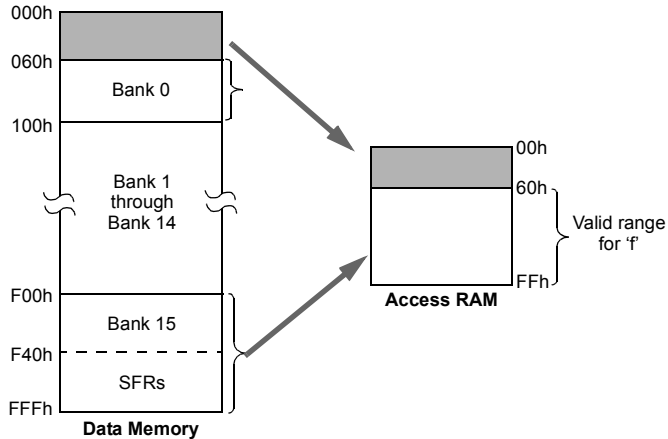 000h
060h
Bank 0
100h
Bank 1
through
Bank 14
F00h
Bank 15
F40h
SFRs
FFFh
Data Memory
00h
60h
Valid range
for ‘f’
FFh
Access RAM